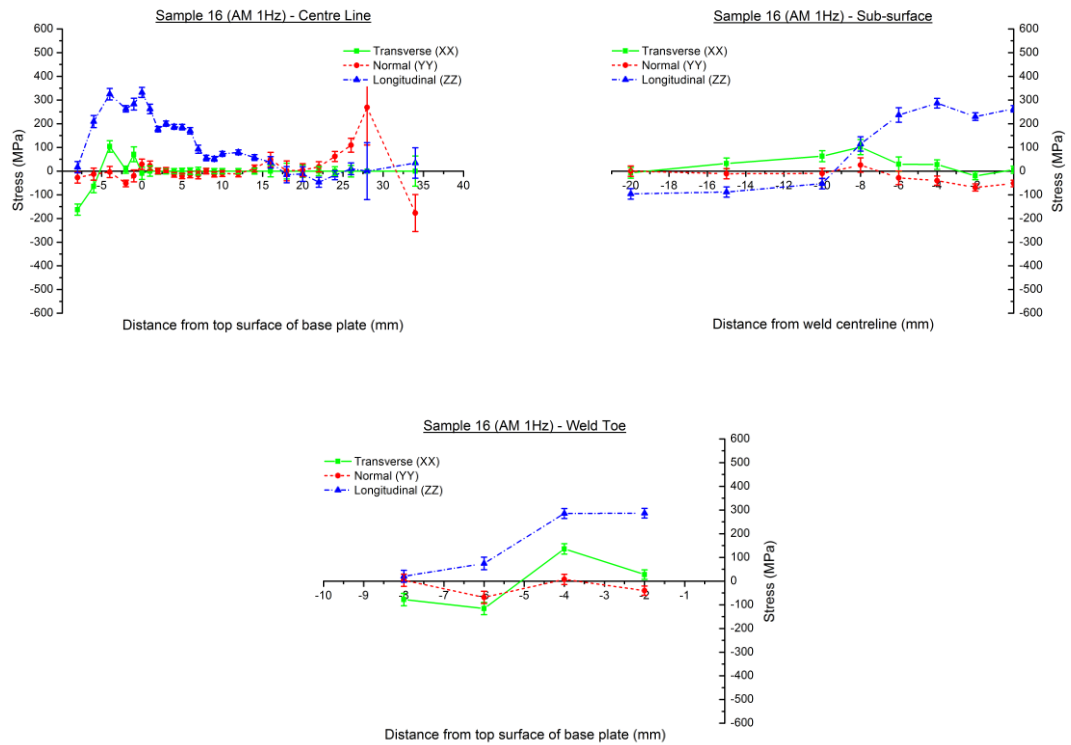 Sample 16 (AM 1Hz) - Centre Line
600
500
400
300
200
100
0
-100
-200
-300
-400
-500
-600
Stress (MPa)
Transverse (XX)
Normal (YY)
Longitudinal (ZZ)
-5 0 5 10 15 20 25 30 35 40
Distance from top surface of base plate (mm)
Sample 16 (AM 1Hz) - Sub-surface
Transverse (XX)
Normal (YY)
Longitudinal (ZZ)
600
500
400
300
200
100
0
-100
-200
-300
-400
-500
-600
Stress (MPa)
-20 -18 -16 -14 -12 -10 -8 -6 -4 -2
Distance from weld centreline (mm)
Sample 16 (AM 1Hz) - Weld Toe
Transverse (XX)
Normal (YY)
Longitudinal (ZZ)
600
500
400
300
200
100
0
-100
-200
-300
-400
-500
-600
Stress (MPa)
-10 -9 -8 -7 -6 -5 -4 -3 -2 -1
Distance from top surface of base plate (mm)